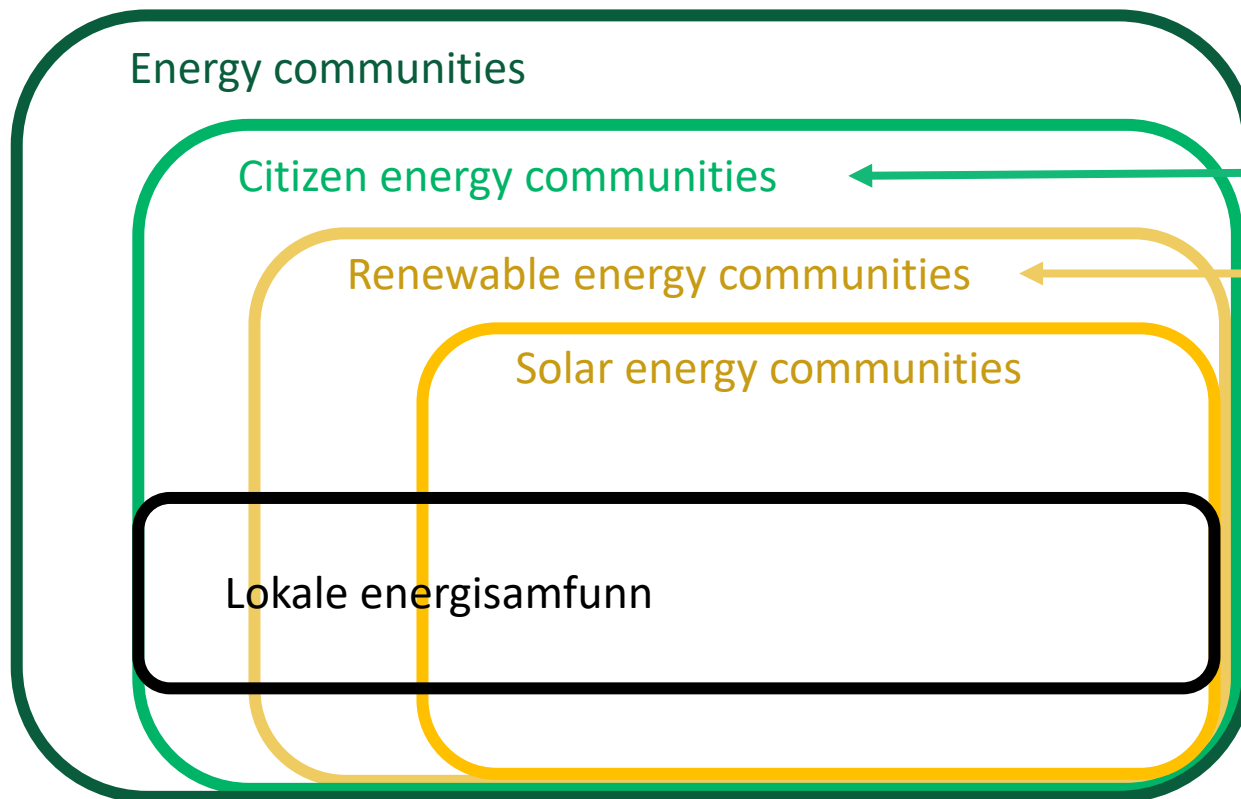 Energy communities
Citizen energy communities
Renewable energy communities
Solar energy communities
Lokale energisamfunn